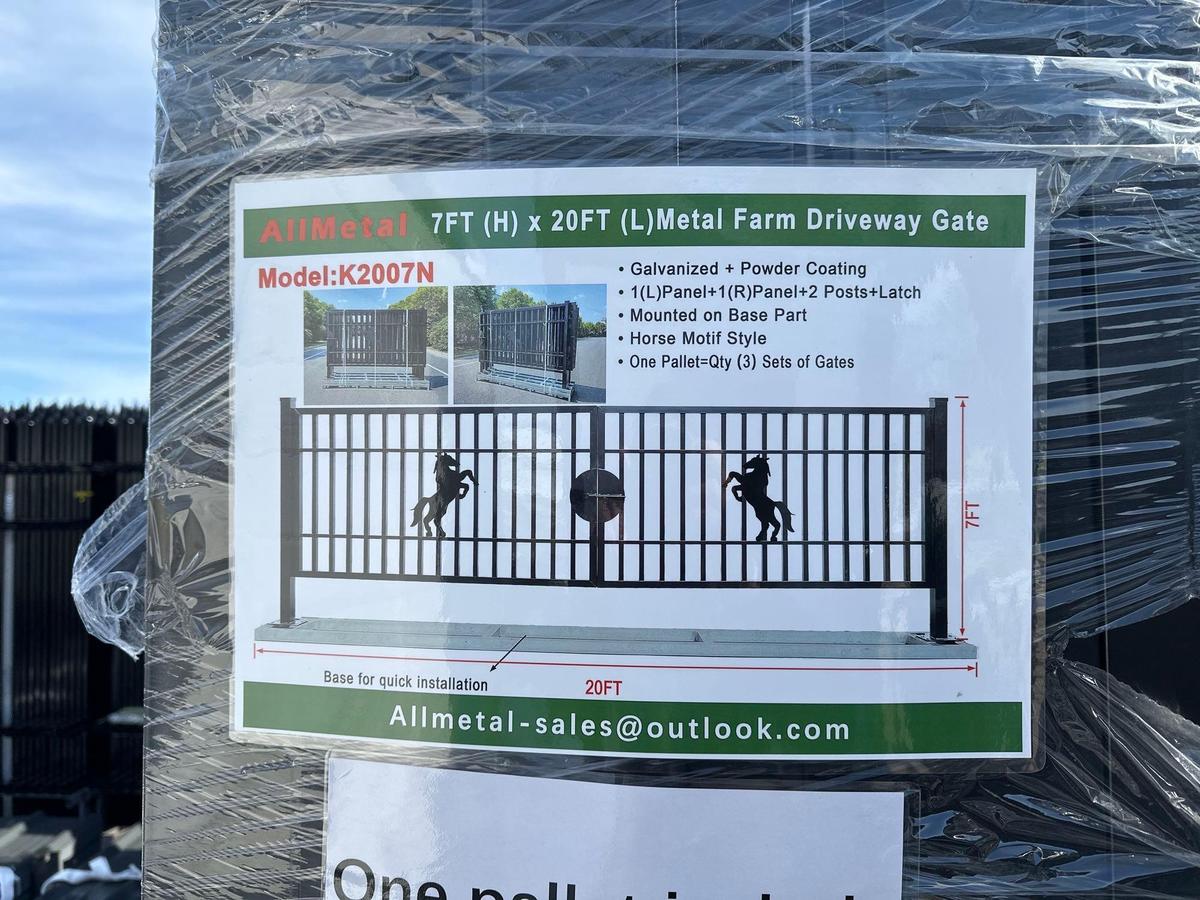 AllMetal 7FT (H) x 20FT (L)Metal Farm Driveway Gate
Model:K2007N
• Galvanized + Powder Coating
• 1(L)Panel+1(R)Panel+2 Posts+Latch
• Mounted on Base Part
• Horse Motif Style
• One Pallet=Qty (3) Sets of Gates
7FT
Base for quick installation
20FT
Allmetal-sales@outlook.com
One pallet